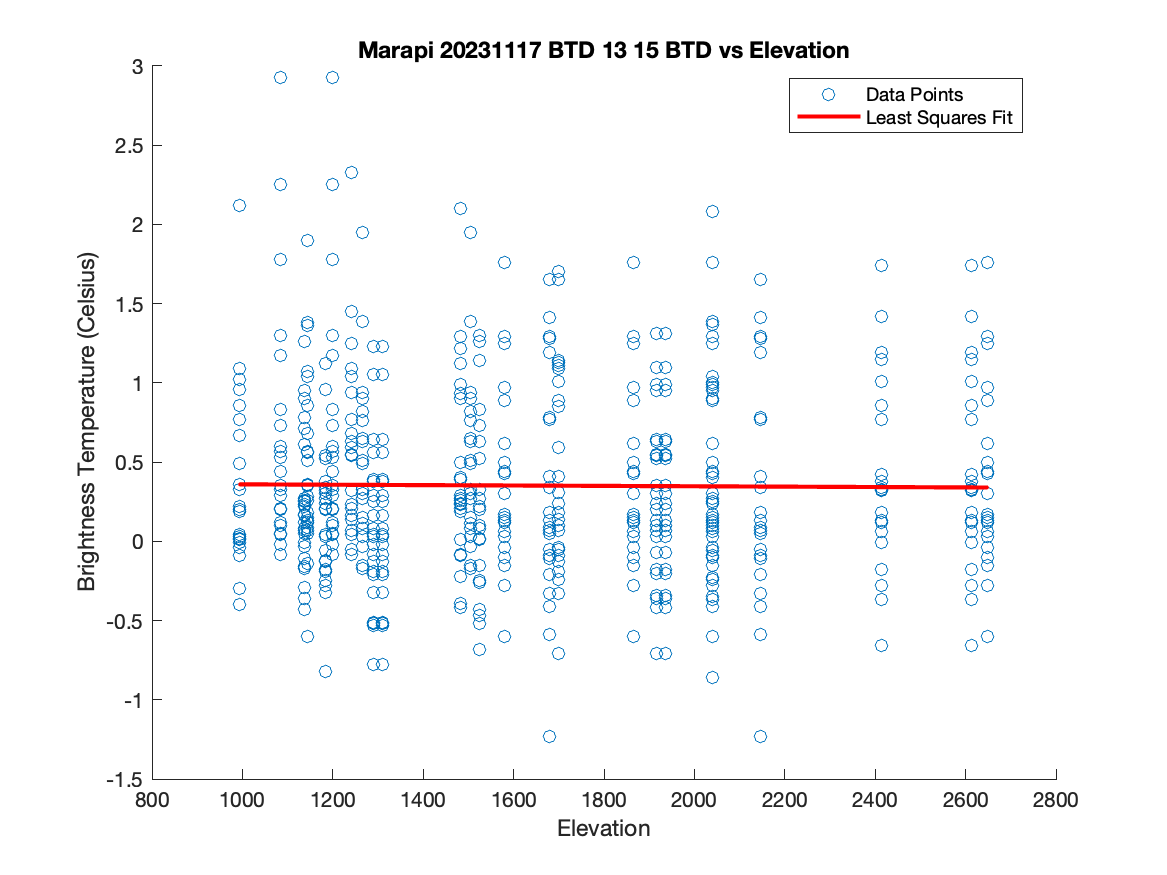 Marapi 20231117 BTD 13 15 BTD vs Elevation
Data Points
Least Squares Fit
3
2.5
2
1.5
1
0.5
0
-0.5
-1
-1.5
Brightness Temperature (Celsius)
800 1000 1200 1400 1600 1800 2000 2200 2400 2600 2800
Elevation